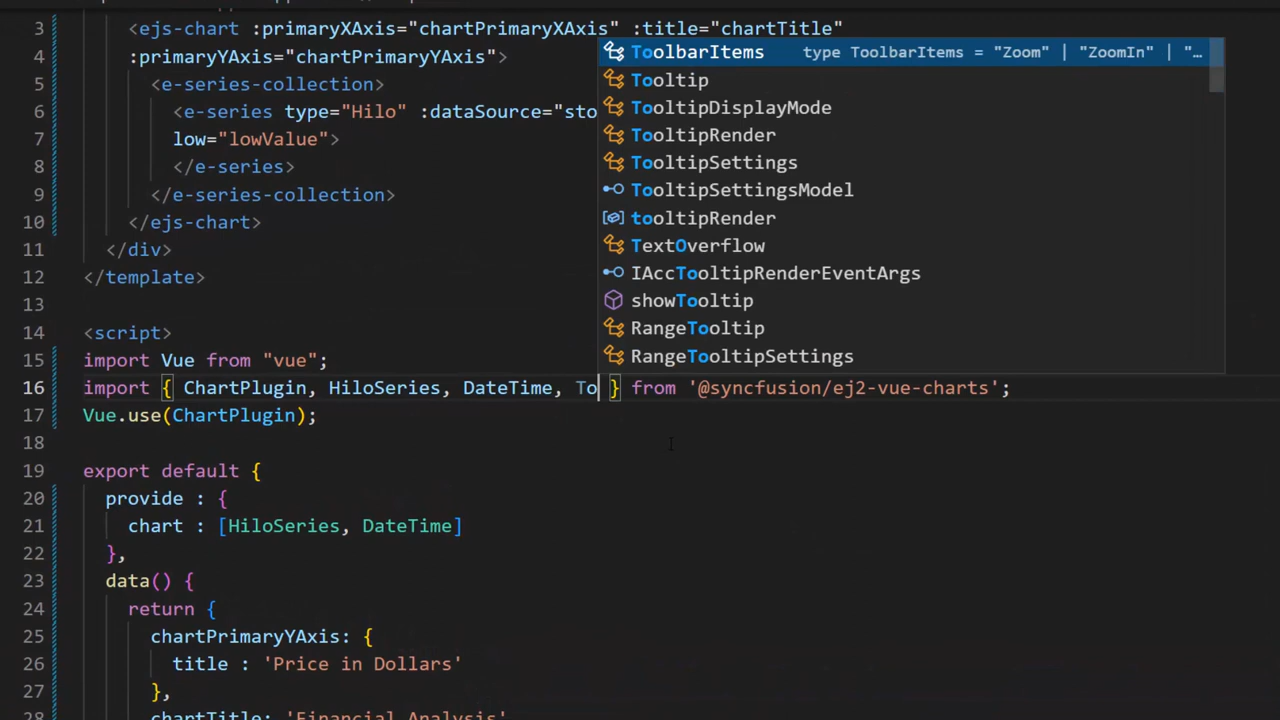 3 <ejs-chart :primaryXAxis="chartPrimaryXAxis" :title="chartTitle"
4 :primaryYAxis="chartPrimaryYAxis">
5 <e-series-collection>
6 <e-series type="Hilo" :dataSource="sto
7 low="lowValue">
8 </e-series>
9 </e-series-collection>
10 </ejs-chart>
11 </div>
12 </template>
13
14 <script>
15 import Vue from "vue";
16 import { ChartPlugin, HiloSeries, DateTime, To } from '@syncfusion/ej2-vue-charts';
17 Vue.use(ChartPlugin);
18
19 export default {
20 provide : {
21 chart : [HiloSeries, DateTime]
22 },
23 data() {
24 return {
25 chartPrimaryYAxis: {
26 title : 'Price in Dollars'
27 },
28 chartTitle: 'Financial Analysis'
ToolbarItems type ToolbarItems = "Zoom" | "ZoomIn" | "…
Tooltip
TooltipDisplayMode
TooltipRender
TooltipSettings
TooltipSettingsModel
tooltipRender
TextOverflow
IAccTooltipRenderEventArgs
showTooltip
RangeTooltip
RangeTooltipSettings